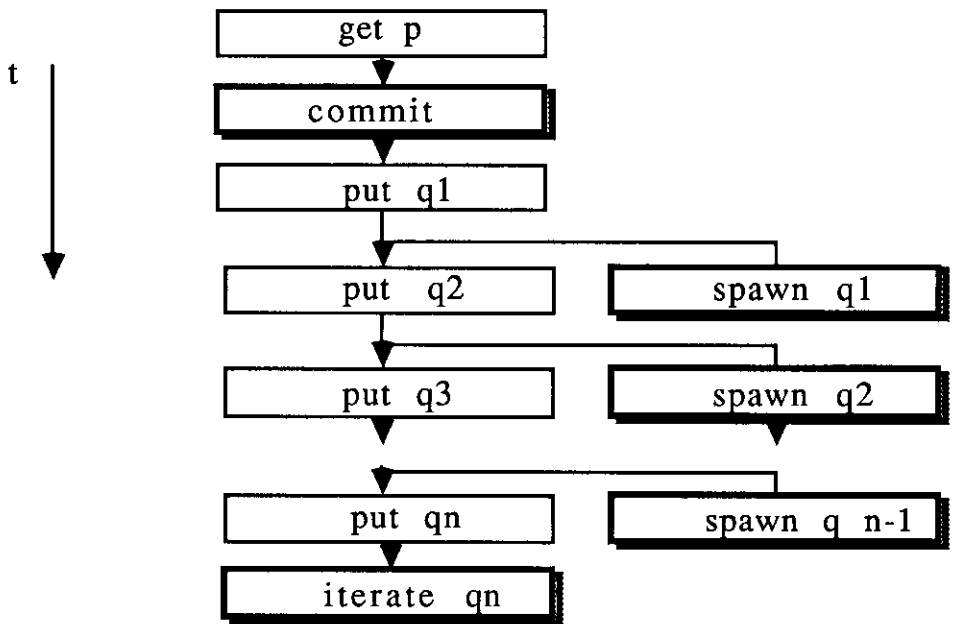 get p
t
commit
put q1
put q2
spawn q1
put q3
spawn q2
put qn
spawn q n-1
iterate qn